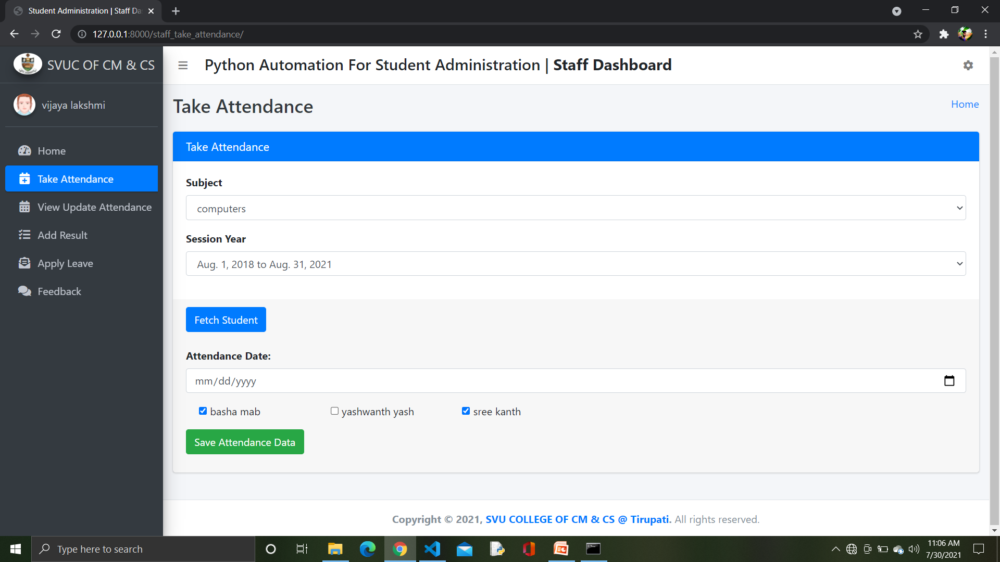 Student Administration | Staff Da
127.0.0.1:8000/staff_take_attendance/
SVUC OF CM & CS
Python Automation For Student Administration | Staff Dashboard
vijaya lakshmi
Take Attendance
Home
Home
Take Attendance
View Update Attendance
Add Result
Apply Leave
Feedback
Take Attendance
Subject
computers
Session Year
Aug. 1, 2018 to Aug. 31, 2021
Fetch Student
Attendance Date:
mm/dd/yyyy
basha mab
yashwanth yash
sree kanth
Save Attendance Data
Copyright © 2021, SVU COLLEGE OF CM & CS @ Tirupati. All rights reserved.
Type here to search
11:06 AM
7/30/2021